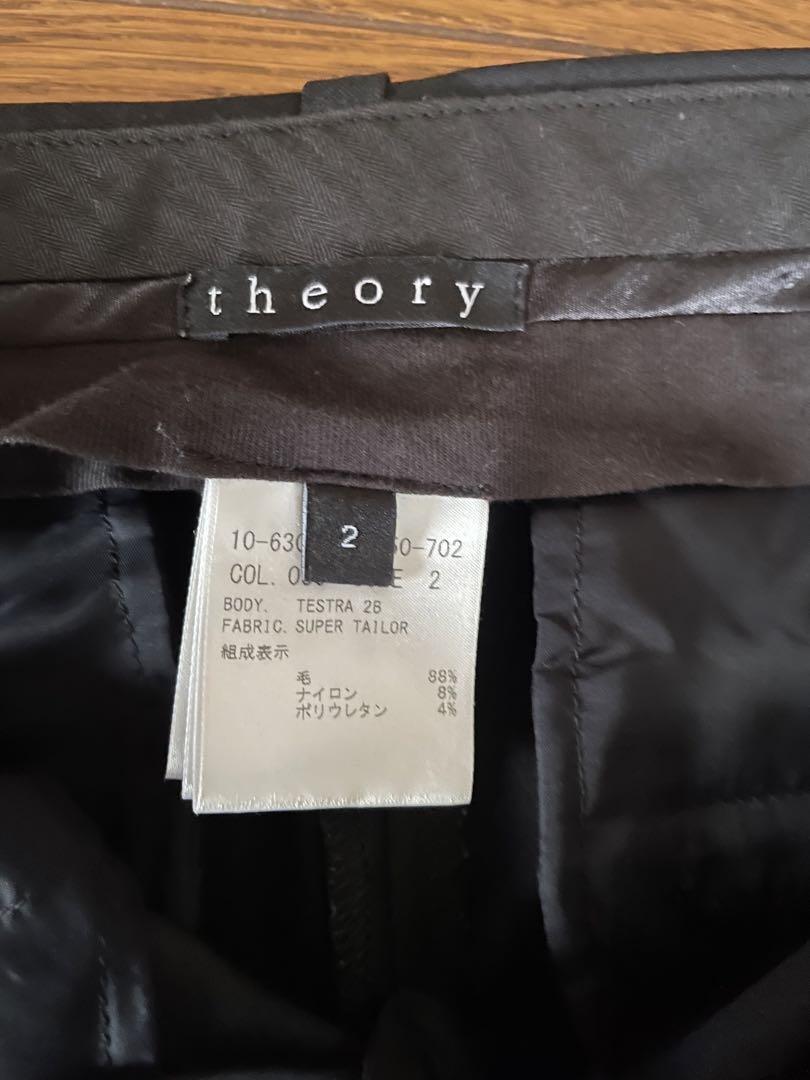 theory
2
10-630 50-702
COL. 0 E 2
BODY. TESTRA 2B
FABRIC. SUPER TAILOR
組成表示
毛 88%
ナイロン 8%
ポリウレタン 4%